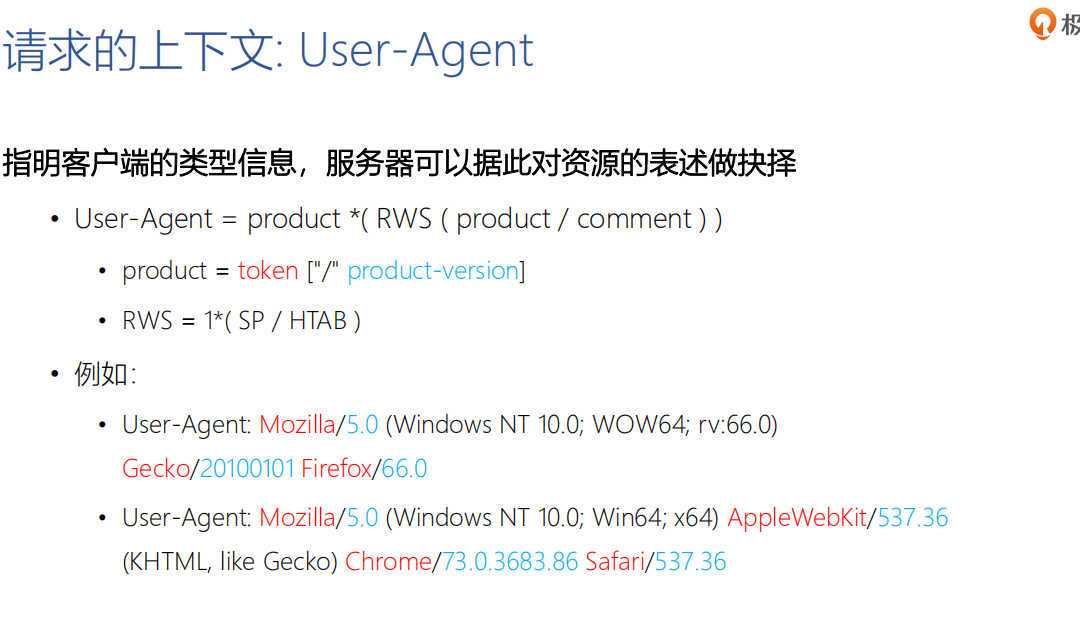 请求的上下文: User-Agent
极
指明客户端的类型信息，服务器可以据此对资源的表述做抉择
• User-Agent = product *( RWS ( product / comment ) )
• product = token ["/" product-version]
• RWS = 1*( SP / HTAB )
• 例如:
• User-Agent: Mozilla/5.0 (Windows NT 10.0; WOW64; rv:66.0)
Gecko/20100101 Firefox/66.0
• User-Agent: Mozilla/5.0 (Windows NT 10.0; Win64; x64) AppleWebKit/537.36
(KHTML, like Gecko) Chrome/73.0.3683.86 Safari/537.36